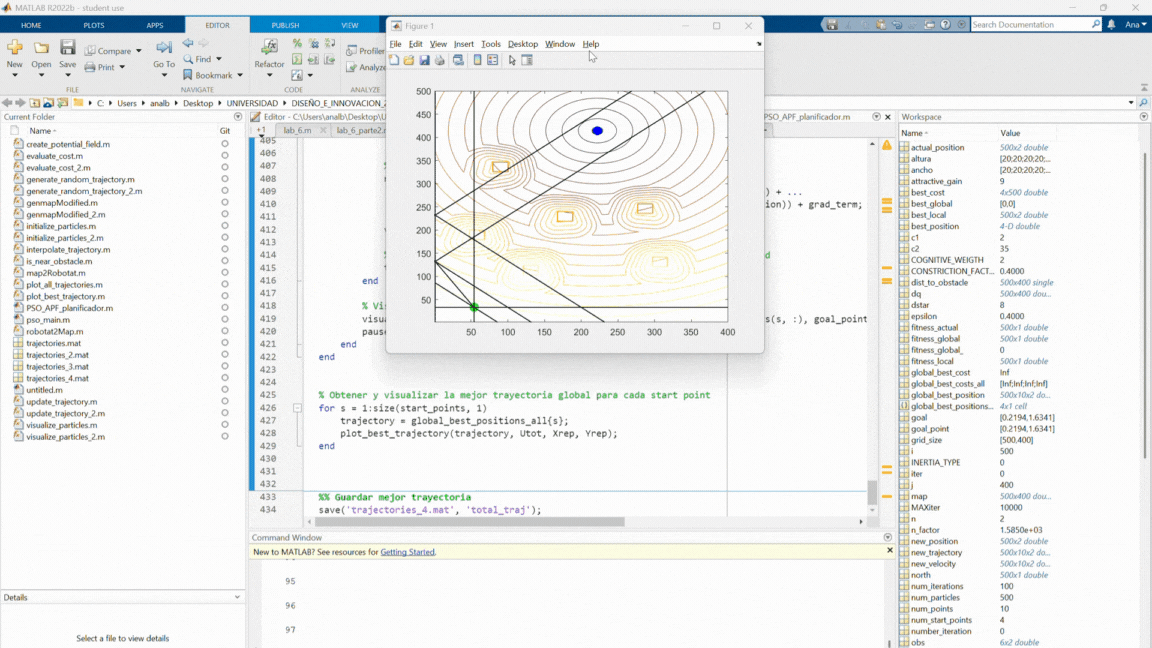 MATLAB R2022b - student use
HOME PLOTS APPS EDITOR PUBLISH VIEW
Search Documentation
Ana
New Open Save
Compare
Print
Go To
Find
Bookmark
Refactor
Profiler
Analyze
FILE NAVIGATE CODE ANALYZE
C: Users analb Desktop UNIVERSIDAD
Current Folder
Name Git
create_potential_field.m
evaluate_cost.m
evaluate_cost_2.m
generate_random_trajectory.m
generate_random_trajectory_2.m
genmapModified.m
genmapModified_2.m
initialize_particles.m
initialize_particles_2.m
interpolate_trajectory.m
is_near_obstacle.m
map2Robotat.m
plot_all_trajectories.m
plot_best_trajectory.m
PSO_APF_planificador.m
pso_main.m
robotat2Map.m
trajectories.mat
trajectories_2.mat
trajectories_3.mat
trajectories_4.mat
untitled.m
update_trajectory.m
update_trajectory_2.m
visualize_particles.m
visualize_particles_2.m
Details
Select a file to view details
Figure 1
File Edit View Insert Tools Desktop Window Help
500
450
400
350
300
250
200
150
100
50
50 100 150 200 250 300 350 400
+1 lab_6.m
PSO_APF_planificador.m
405
406
407
408
409 ) + ...
410 ion)) + grad_term;
411
412
413
414 d
415
416 end
417
418
419 s(s, :), goal_point
420
421 end
422 end
423
424
425 % Obtener y visualizar la mejor trayectoria global para cada start point
426 for s = 1:size(start_points, 1)
427 trajectory = global_best_positions_all{s};
428 plot_best_trajectory(trajectory, Utot, Xrep, Yrep);
429 end
430
431
432
433 %% Guardar mejor trayectoria
434 save('trajectories_4.mat', 'total_traj');
Command Window
New to MATLAB? See resources for Getting Started.
95
96
97
Workspace
Name Value
actual_position 500x2 double
altura [20;20;20;20;...
ancho [20;20;20;20;...
attractive_gain 9
best_cost 4x500 double
best_global [0,0]
best_local 500x2 double
best_position 4-D double
c1 2
c2 35
COGNITIVE_WEIGTH 2
CONSTRICTION_FACT... 0.4000
dist_to_obstacle 500x400 single
dq 500x400 dou...
dstar 8
epsilon 0.4000
fitness_actual 500x1 double
fitness_global 500x1 double
fitness_global_ 0
fitness_local 500x1 double
global_best_cost Inf
global_best_costs_all [Inf;Inf;Inf;Inf]
global_best_position 500x10x2 do...
global_best_positions... 4x1 cell
goal [0.2194,1.6341]
goal_point [0.2194,1.6341]
grid_size [500,400]
i 500
INERTIA_TYPE 0
iter 0
j 400
map 500x400 dou...
MAXiter 10000
n 2
n_factor 1.5850e+03
new_position 500x2 double
new_trajectory 500x10x2 do...
new_velocity 500x10x2 do...
north 500x1 double
num_iterations 100
num_particles 500
num_points 10
num_start_points 4
number_iteration 0
obs 6x2 double